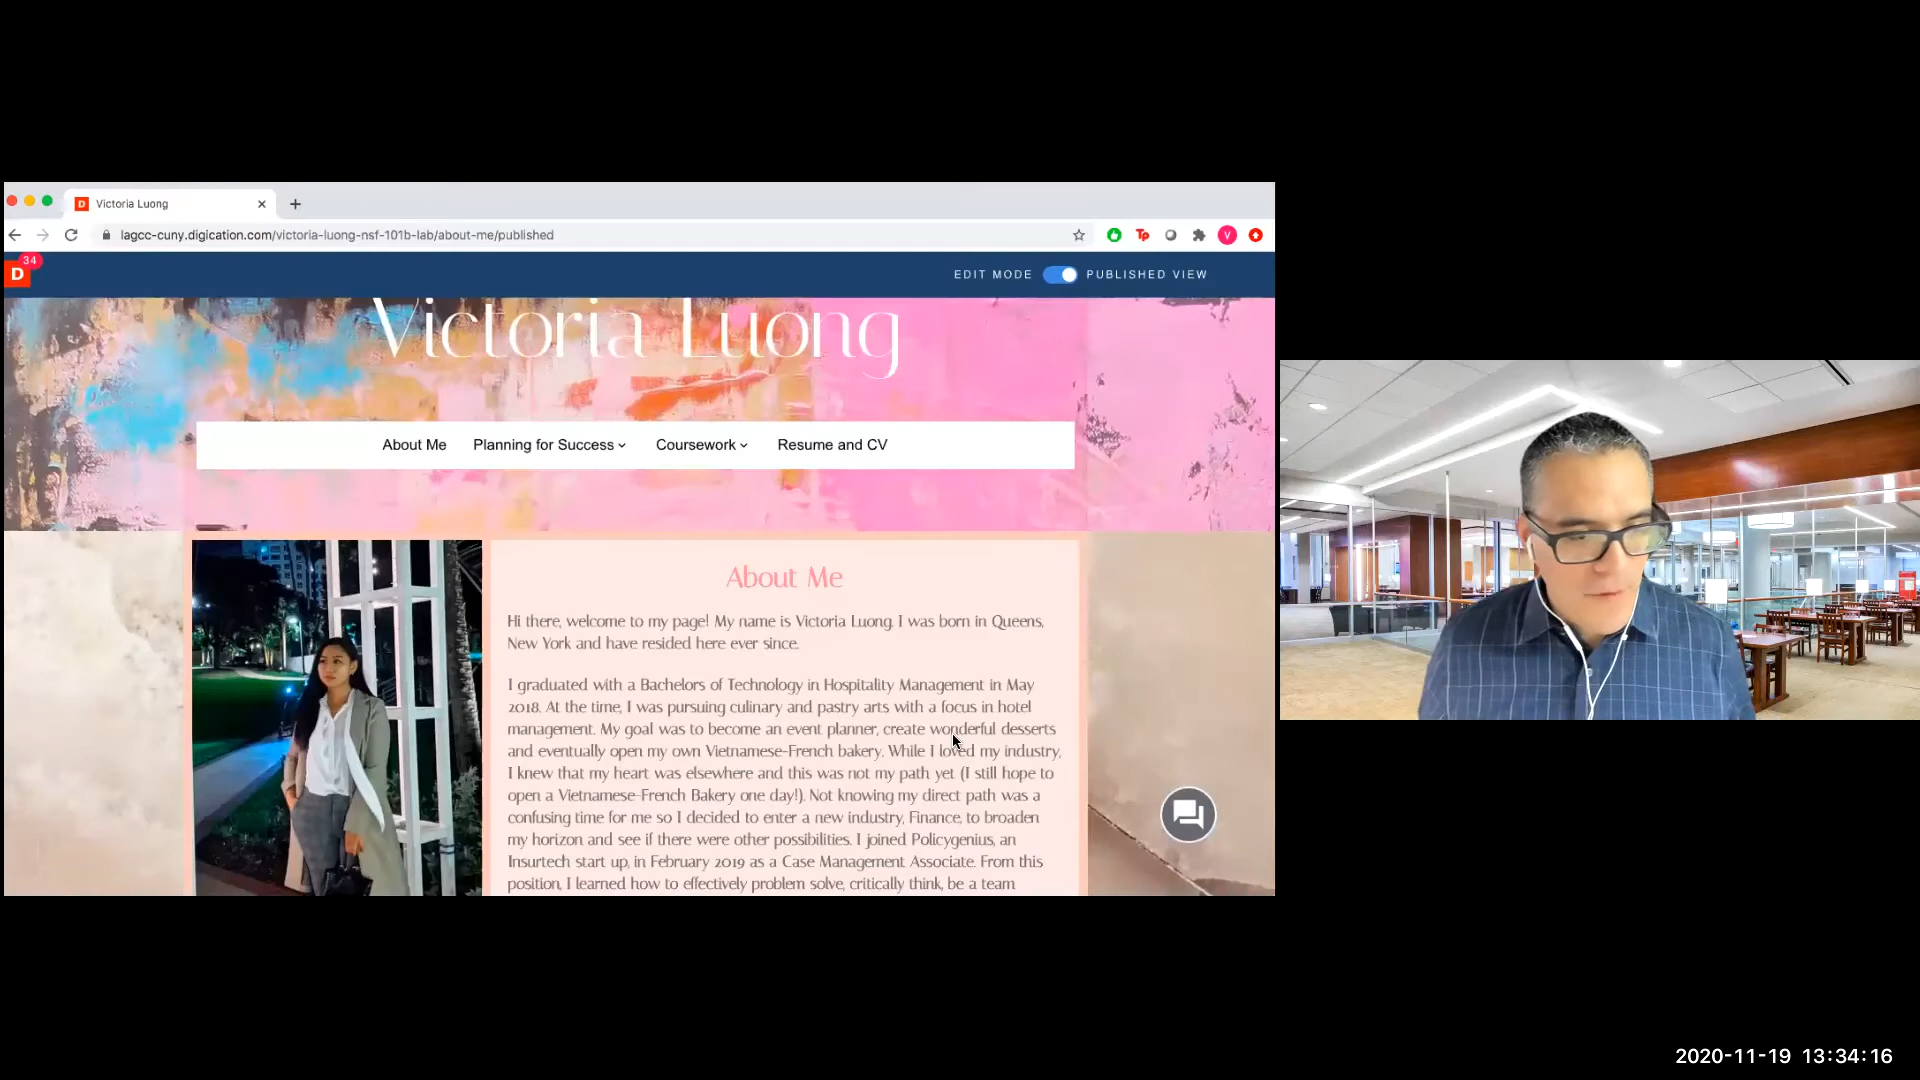 Victoria Luong
lagcc-cuny.digication.com/victoria-luong-nsf-101b-lab/about-me/published
Tp
V
D
34
EDIT MODE
PUBLISHED VIEW
Victoria Luong
About Me
Planning for Success
Coursework
Resume and CV
About Me
Hi there, welcome to my page! My name is Victoria Luong. I was born in Queens,
New York and have resided here ever since.
I graduated with a Bachelors of Technology in Hospitality Management in May
2018. At the time, I was pursuing culinary and pastry arts with a focus in hotel
management. My goal was to become an event planner, create wonderful desserts
and eventually open my own Vietnamese-French bakery. While I loved my industry,
I knew that my heart was elsewhere and this was not my path yet (I still hope to
open a Vietnamese-French Bakery one day!). Not knowing my direct path was a
confusing time for me so I decided to enter a new industry, Finance, to broaden
my horizon and see if there were other possibilities. I joined Policygenius, an
Insurtech start up, in February 2019 as a Case Management Associate. From this
position, I learned how to effectively problem solve, critically think, be a team
2020-11-19 13:34:16